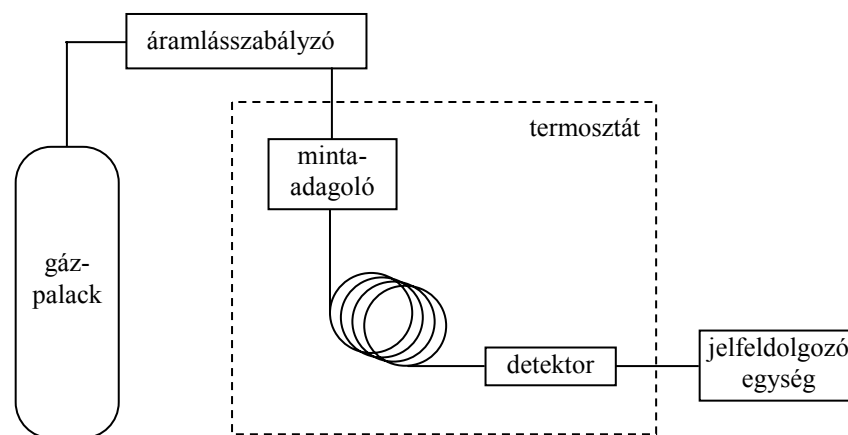 áramlásszabályzó
termosztát
minta-
adagoló
gáz-
palack
detektor
jelfeldolgozó
egység